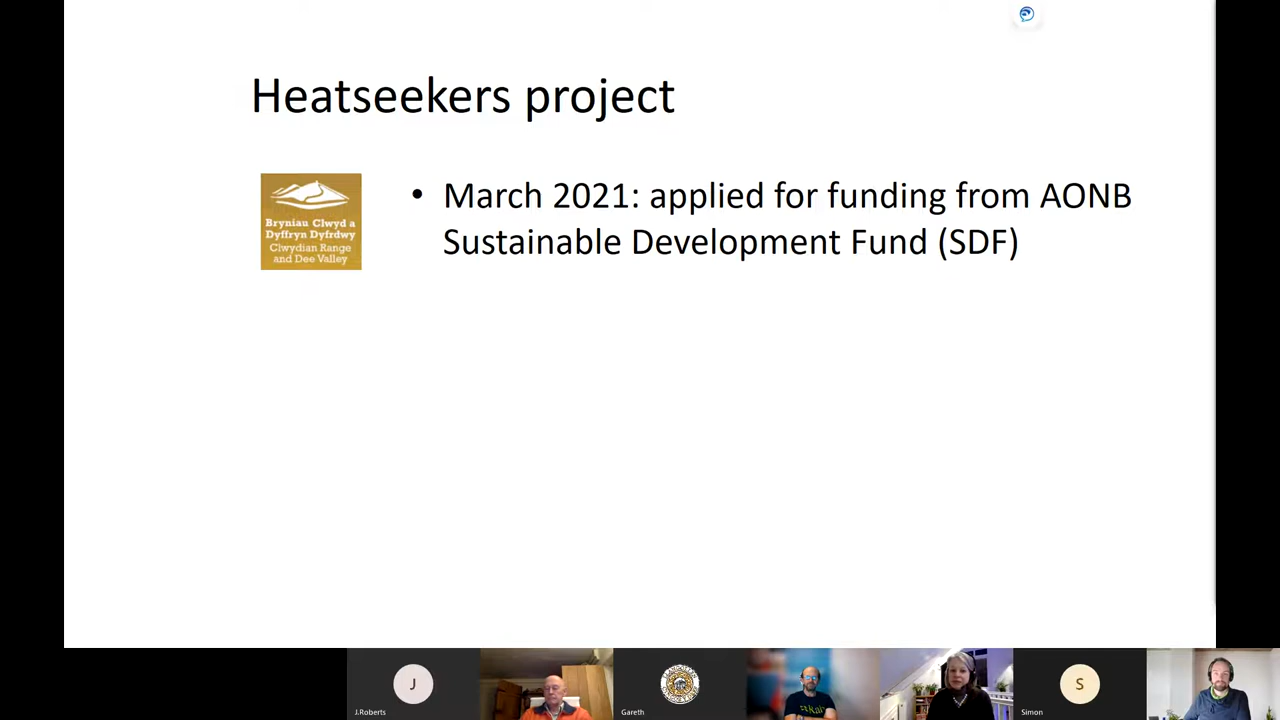 Heatseekers project
Bryniau Clwyd a
Dyffryn Dyfrdwy
Clwydian Range
and Dee Valley
• March 2021: applied for funding from AONB
Sustainable Development Fund (SDF)
J
J.Roberts
Gareth
S
Simon